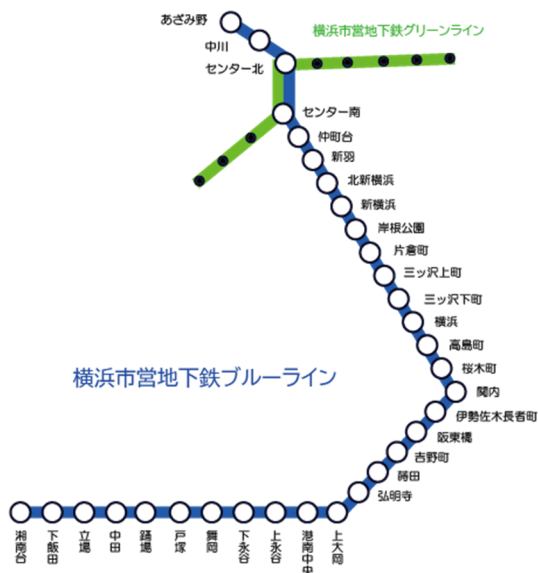 あざみ野
横浜市営地下鉄グリーンライン
中川
センター北
センター南
仲町台
新羽
北新横浜
新横浜
岸根公園
片倉町
三ッ沢上町
三ッ沢下町
横浜
高島町
桜木町
関内
伊勢佐木長者町
阪東橋
吉野町
蒔田
弘明寺
横浜市営地下鉄ブルーライン
湘南台
下飯田
立場
中田
踊場
戸塚
舞岡
下永谷
上永谷
港南中中
上大岡